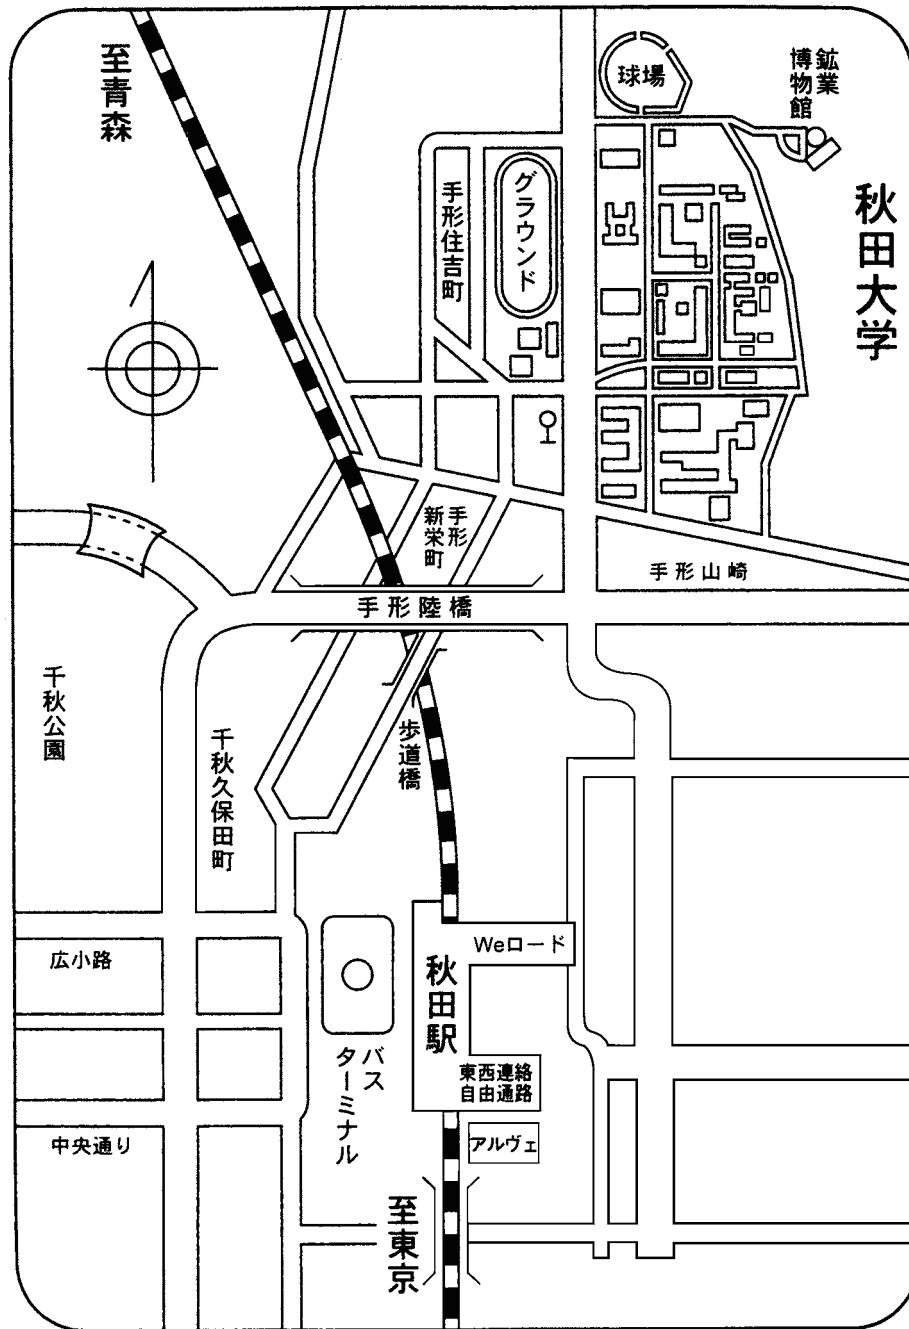 至青森
球場
鉱業
博物館
秋田大学
グラウンド
手形住吉町
手形
新栄町
手形山崎
手形陸橋
千秋公園
千秋久保田町
歩道橋
Weロード
広小路
秋田駅
バス
ターミナル
東西連絡
自由通路
アルヴェ
中央通り
至東京